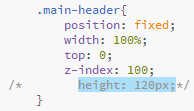 .main-header{
position: fixed;
width: 100%;
top: 0;
z-index: 100;
/* height: 120px;*/
}